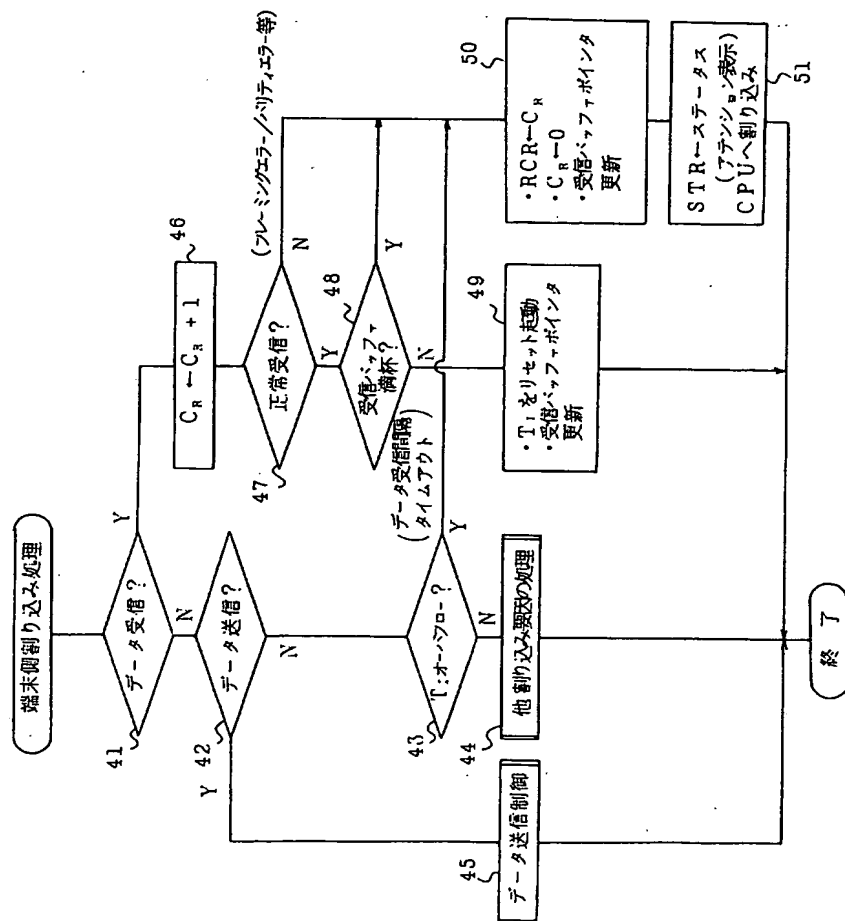 端末側割り込み処理
データ受信?
41
Y
N
データ送信?
42
Y
N
T₁オーバフロー?
43
Y
N
(データ受信間隔
タイムアウト)
他割り込み要因の処理
44
データ送信制御
45
C_R←C_R + 1
46
正常受信?
47
N
Y
(フレーミングエラー/パリティエラー等)
受信バッファ
満杯?
48
Y
N
・T₁をリセット起動
・受信バッファポインタ
更新
49
・RCR←C_R
・C_R←0
・受信バッファポインタ
更新
50
STR←ステータス
(アテンション表示)
CPUへ割り込み
51
終了